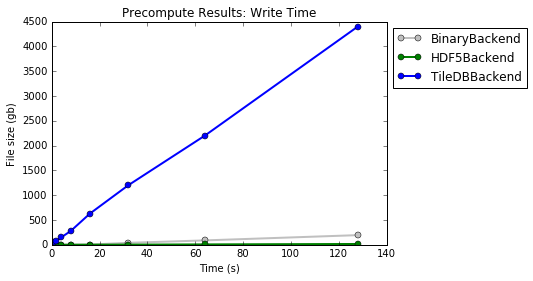 Precompute Results: Write Time
BinaryBackend
HDF5Backend
TileDBBackend
File size (gb)
4500
4000
3500
3000
2500
2000
1500
1000
500
0
0 20 40 60 80 100 120 140
Time (s)